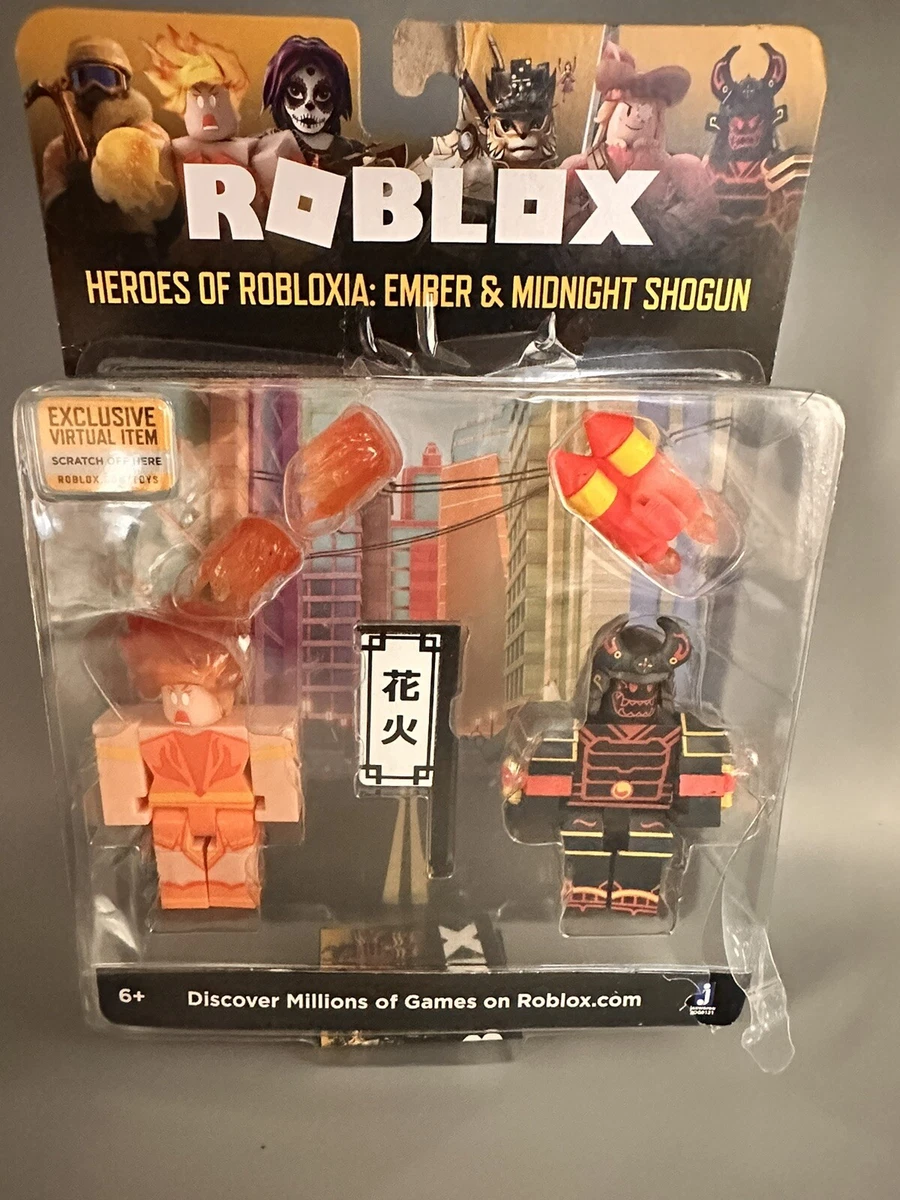 ROBLOX
HEROES OF ROBLOXIA: EMBER & MIDNIGHT SHOGUN
EXCLUSIVE
VIRTUAL ITEM
SCRATCH OFF HERE
花
火
X
6+
Discover Millions of Games on Roblox.com
j